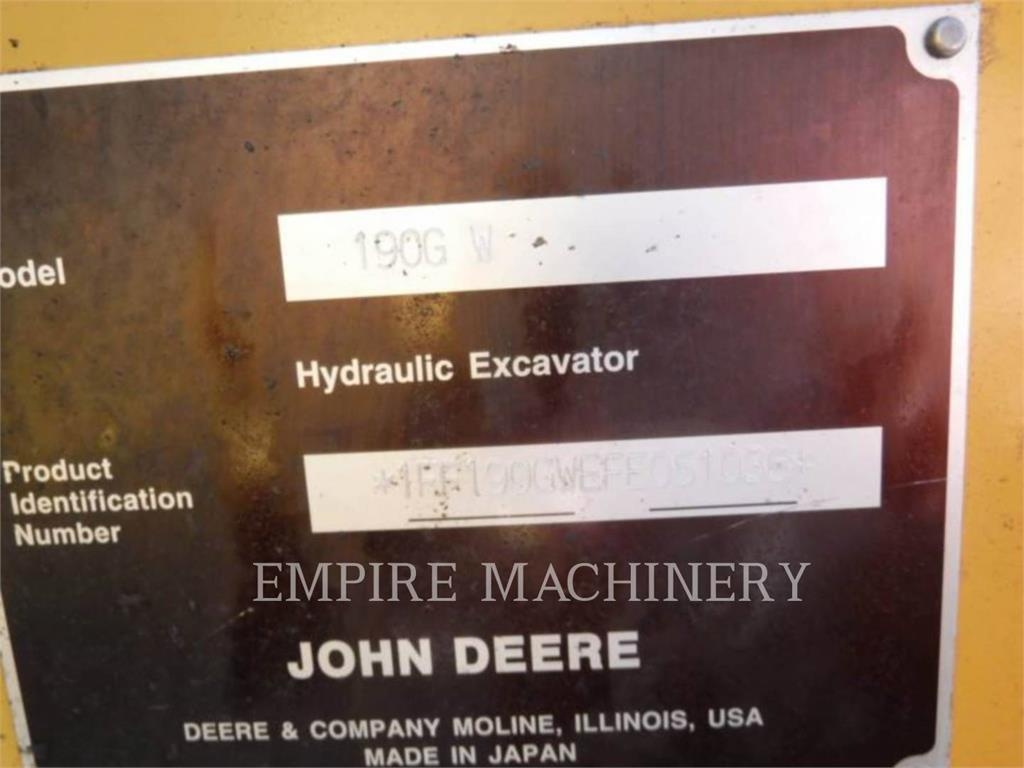 odel
190G W
Hydraulic Excavator
Product
Identification
Number
*1FF190GWEFE051036*
EMPIRE MACHINERY
JOHN DEERE
DEERE & COMPANY MOLINE, ILLINOIS, USA
MADE IN JAPAN